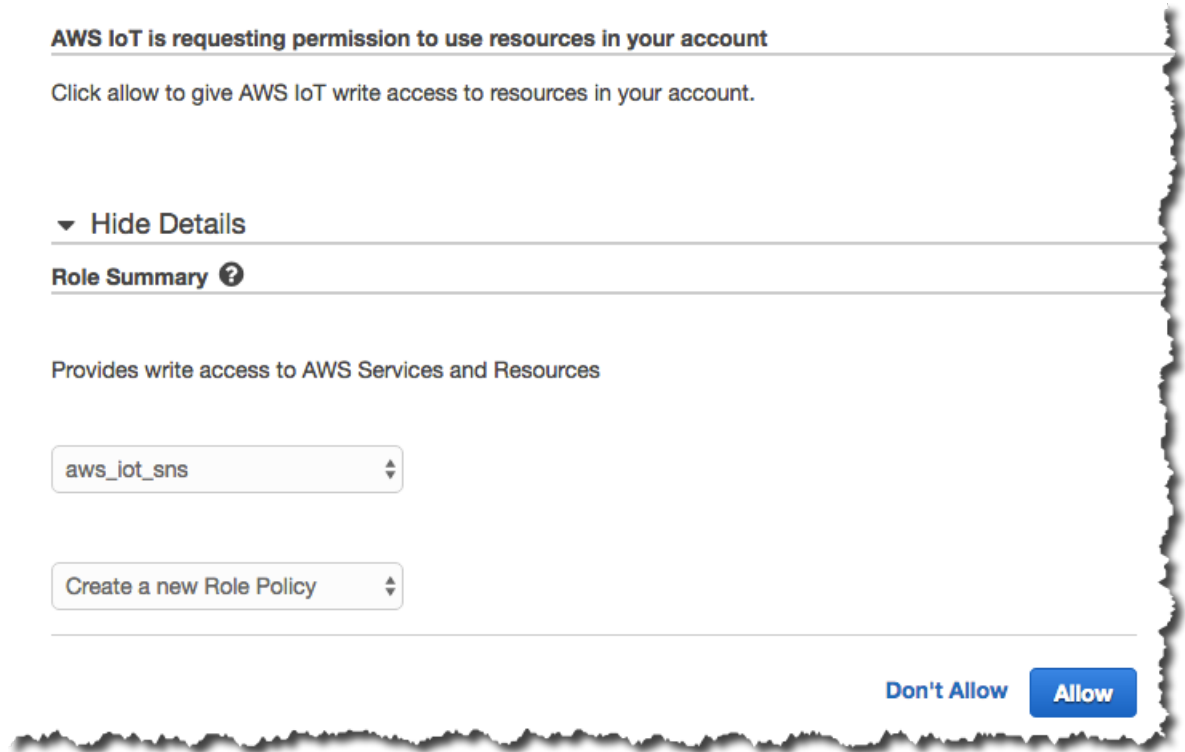 AWS IoT is requesting permission to use resources in your account
Click allow to give AWS IoT write access to resources in your account.
Hide Details
Role Summary ?
Provides write access to AWS Services and Resources
aws_iot_sns
Create a new Role Policy
Don't Allow Allow